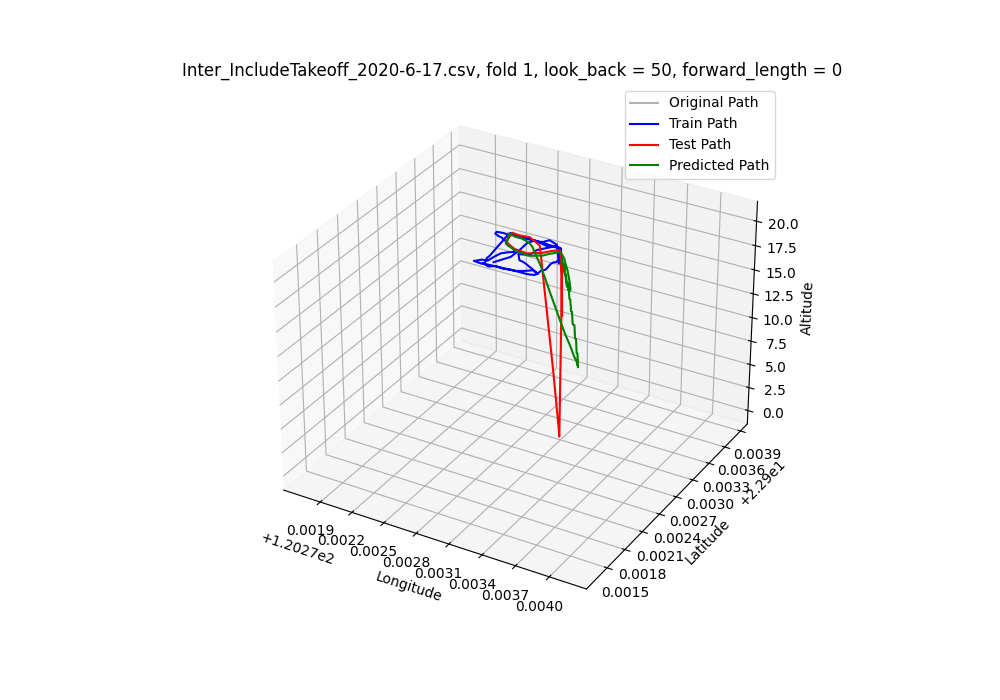 Inter_IncludeTakeoff_2020-6-17.csv, fold 1, look_back = 50, forward_length = 0
Original Path
Train Path
Test Path
Predicted Path
20.0
17.5
15.0
12.5
10.0
7.5
5.0
2.5
0.0
Altitude
0.0039
0.0036
0.0033
0.0030
0.0027
0.0024
0.0021
0.0018
0.0015
+2.29e1
Latitude
0.0019
0.0022
0.0025
0.0028
0.0031
0.0034
0.0037
0.0040
+1.2027e2
Longitude